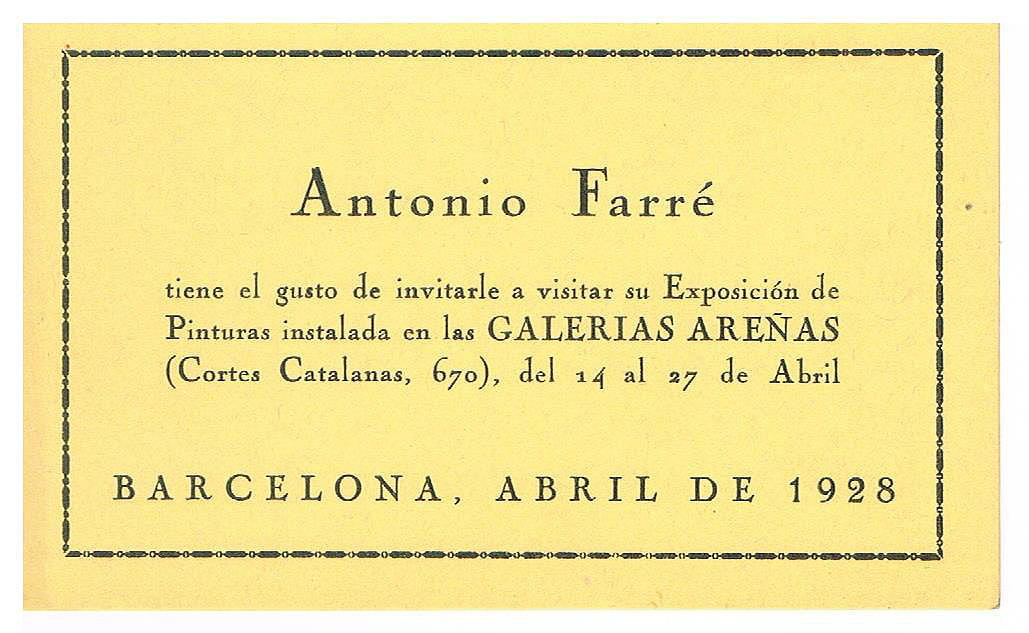 Antonio Farré
tiene el gusto de invitarle a visitar su Exposición de
Pinturas instalada en las GALERIAS AREÑAS
(Cortes Catalanas, 670), del 14 al 27 de Abril
BARCELONA, ABRIL DE 1928